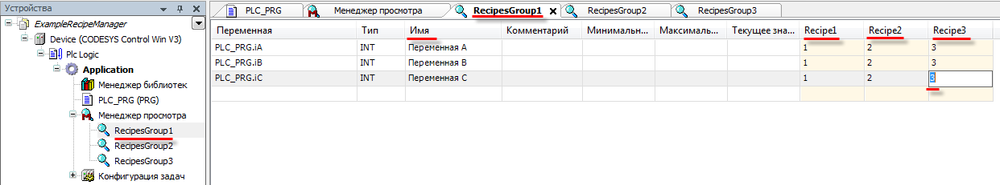 Устройства
ExampleRecipeManager
Device (CODESYS Control Win V3)
Plc Logic
Application
Менеджер библиотек
PLC_PRG (PRG)
Менеджер просмотра
RecipesGroup1
RecipesGroup2
RecipesGroup3
Конфигурация задач
PLC_PRG Менеджер просмотра RecipesGroup1 RecipesGroup2 RecipesGroup3
Переменная Тип Имя Комментарий Минимальн... Максималь... Текущее зна... Recipe1 Recipe2 Recipe3
PLC_PRG.iA INT Переменная A 1 2 3
PLC_PRG.iB INT Переменная B 1 2 3
PLC_PRG.iC INT Переменная C 1 2 3